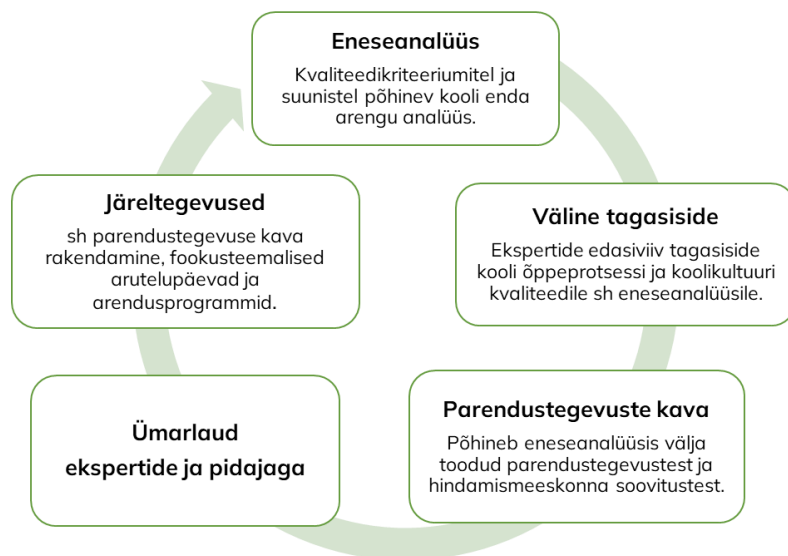 Eneseanalüüs
Kvaliteedikriteeriumitel ja
suunistel põhinev kooli enda
arengu analüüs.
Väline tagasiside
Ekspertide edasiviiv tagasiside
kooli õppeprotsessi ja koolikultuuri
kvaliteedile sh eneseanalüüsile.
Parendustegevuste kava
Põhineb eneseanalüüsis välja
toodud parendustegevustest ja
hindamismeeskonna soovitustest.
Ümarlaud
ekspertide ja pidajaga
Järeltegevused
sh parendustegevuse kava
rakendamine, fookusteemalised
arutelupäevad ja
arendusprogrammid.